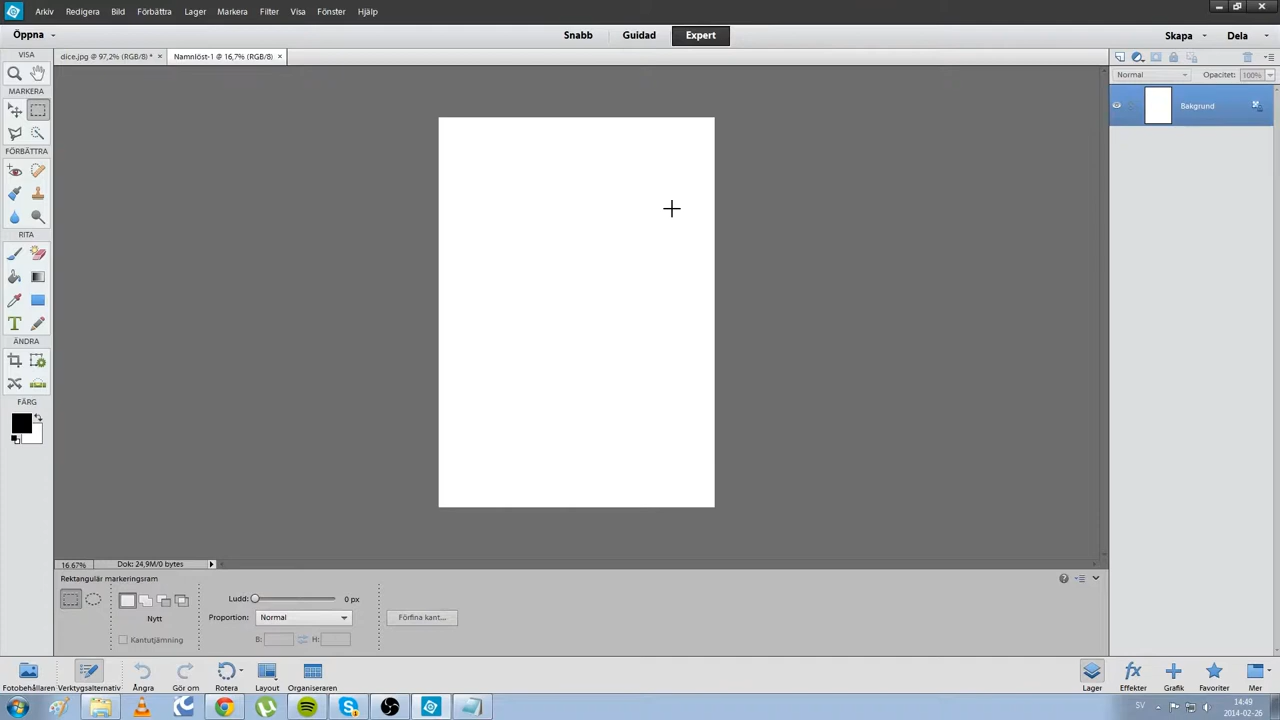 Arkiv Redigera Bild Förbättra Lager Markera Filter Visa Fönster Hjälp
Öppna Snabb Guidad Expert Skapa Dela
VISA
dice.jpg @ 97,2% (RGB/8) * × Namnlöst-1 @ 16,7% (RGB/8) ×
Normal Opacitet: 100%
MARKERA
Bakgrund
FÖRBÄTTRA
RITA
T
ÄNDRA
FÄRG
16.67% Dok: 24,9M/0 bytes
Rektangulär markeringsram
Ludd: 0 px
Nytt
Proportion: Normal
Förfina kant...
Kantutjämning
B: H:
Fotobehållaren Verktygsalternativ Ångra Gör om Rotera Layout Organiseraren Lager Effekter Grafik Favoriter Mer
SV
14:49
2014-02-26